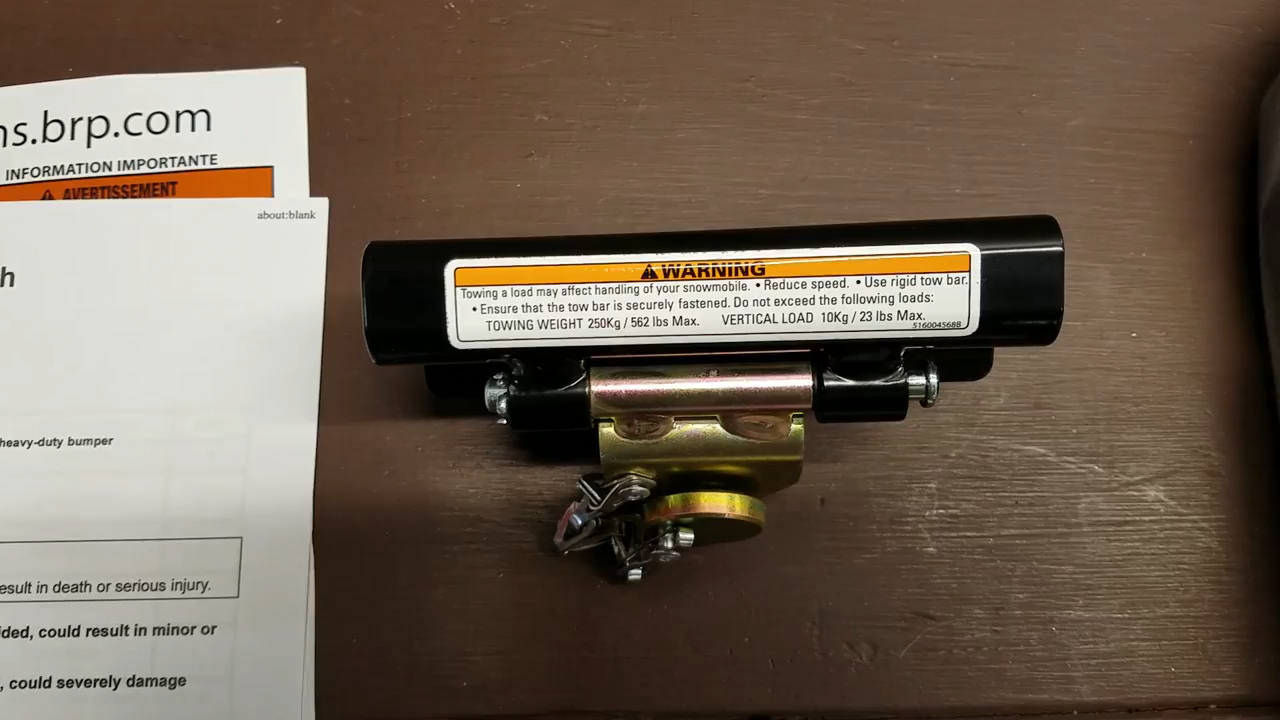 ns.brp.com
INFORMATION IMPORTANTE
AVERTISSEMENT
about:blank
h
heavy-duty bumper
esult in death or serious injury.
ided, could result in minor or
, could severely damage
WARNING
Towing a load may affect handling of your snowmobile. • Reduce speed. • Use rigid tow bar.
• Ensure that the tow bar is securely fastened. Do not exceed the following loads:
TOWING WEIGHT 250Kg / 562 lbs Max. VERTICAL LOAD 10Kg / 23 lbs Max.
516004568B